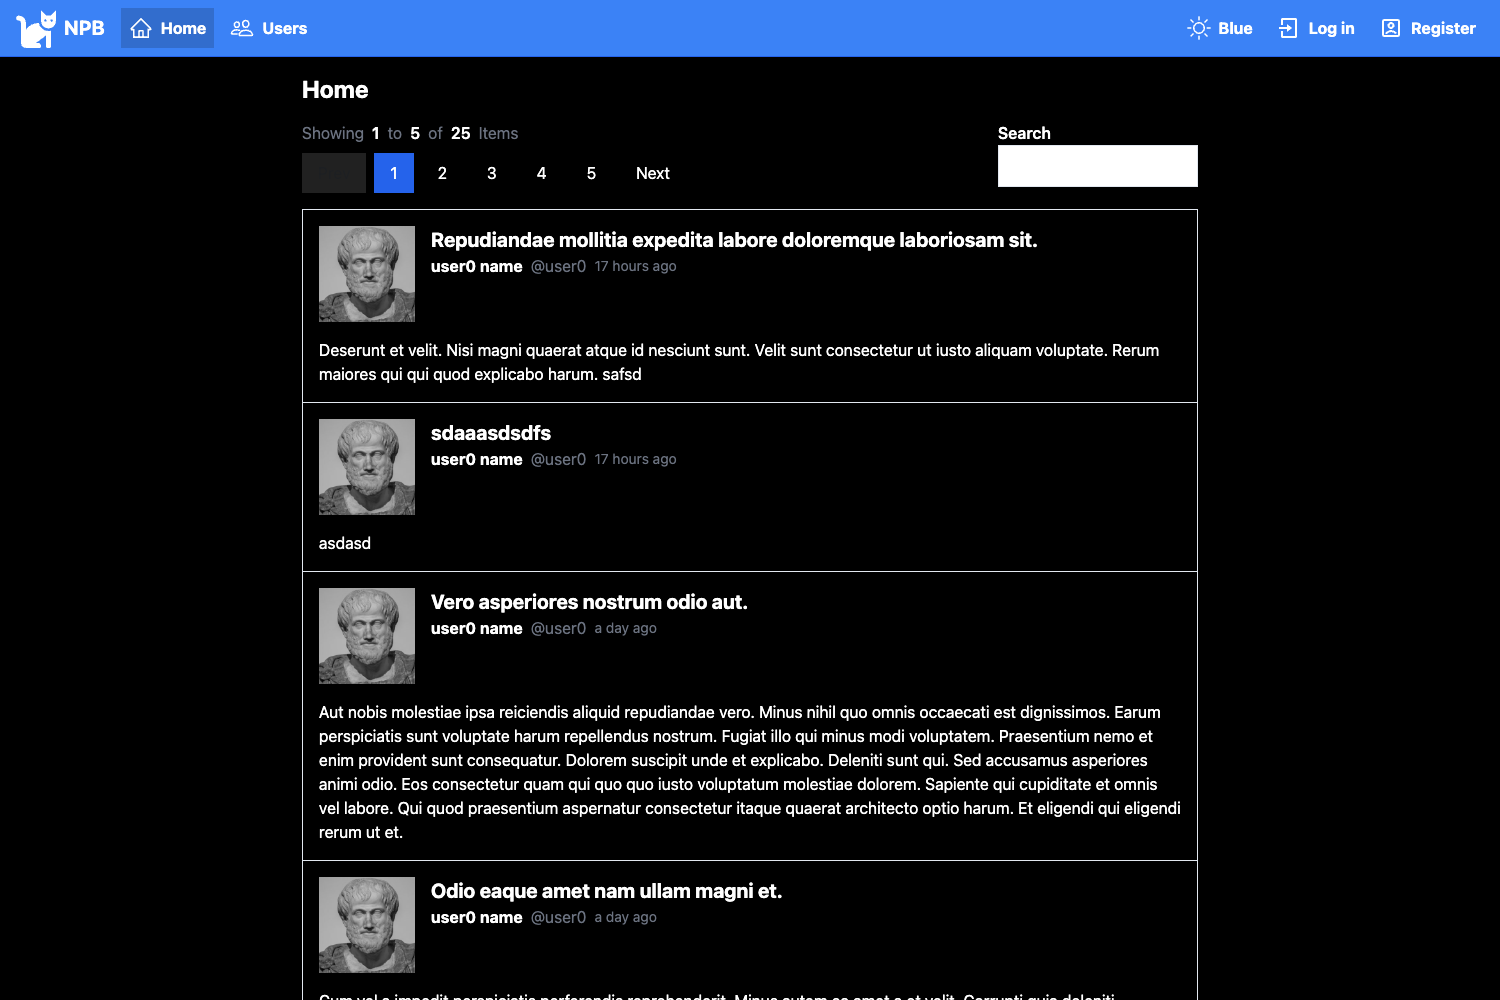 NPB Home Users Blue Log in Register
Home
Showing 1 to 5 of 25 Items
Search
1 2 3 4 5 Next
Repudiandae mollitia expedita labore doloremque laboriosam sit.
user0 name @user0 17 hours ago
Deserunt et velit. Nisi magni quaerat atque id nesciunt sunt. Velit sunt consectetur ut iusto aliquam voluptate. Rerum
maiores qui qui quod explicabo harum. safsd
sdaaasdsdfs
user0 name @user0 17 hours ago
asdasd
Vero asperiores nostrum odio aut.
user0 name @user0 a day ago
Aut nobis molestiae ipsa reiciendis aliquid repudiandae vero. Minus nihil quo omnis occaecati est dignissimos. Earum
perspiciatis sunt voluptate harum repellendus nostrum. Fugiat illo qui minus modi voluptatem. Praesentium nemo et
enim provident sunt consequatur. Dolorem suscipit unde et explicabo. Deleniti sunt qui. Sed accusamus asperiores
animi odio. Eos consectetur quam qui quo quo iusto voluptatum molestiae dolorem. Sapiente qui cupiditate et omnis
vel labore. Qui quod praesentium aspernatur consectetur itaque quaerat architecto optio harum. Et eligendi qui eligendi
rerum ut et.
Odio eaque amet nam ullam magni et.
user0 name @user0 a day ago